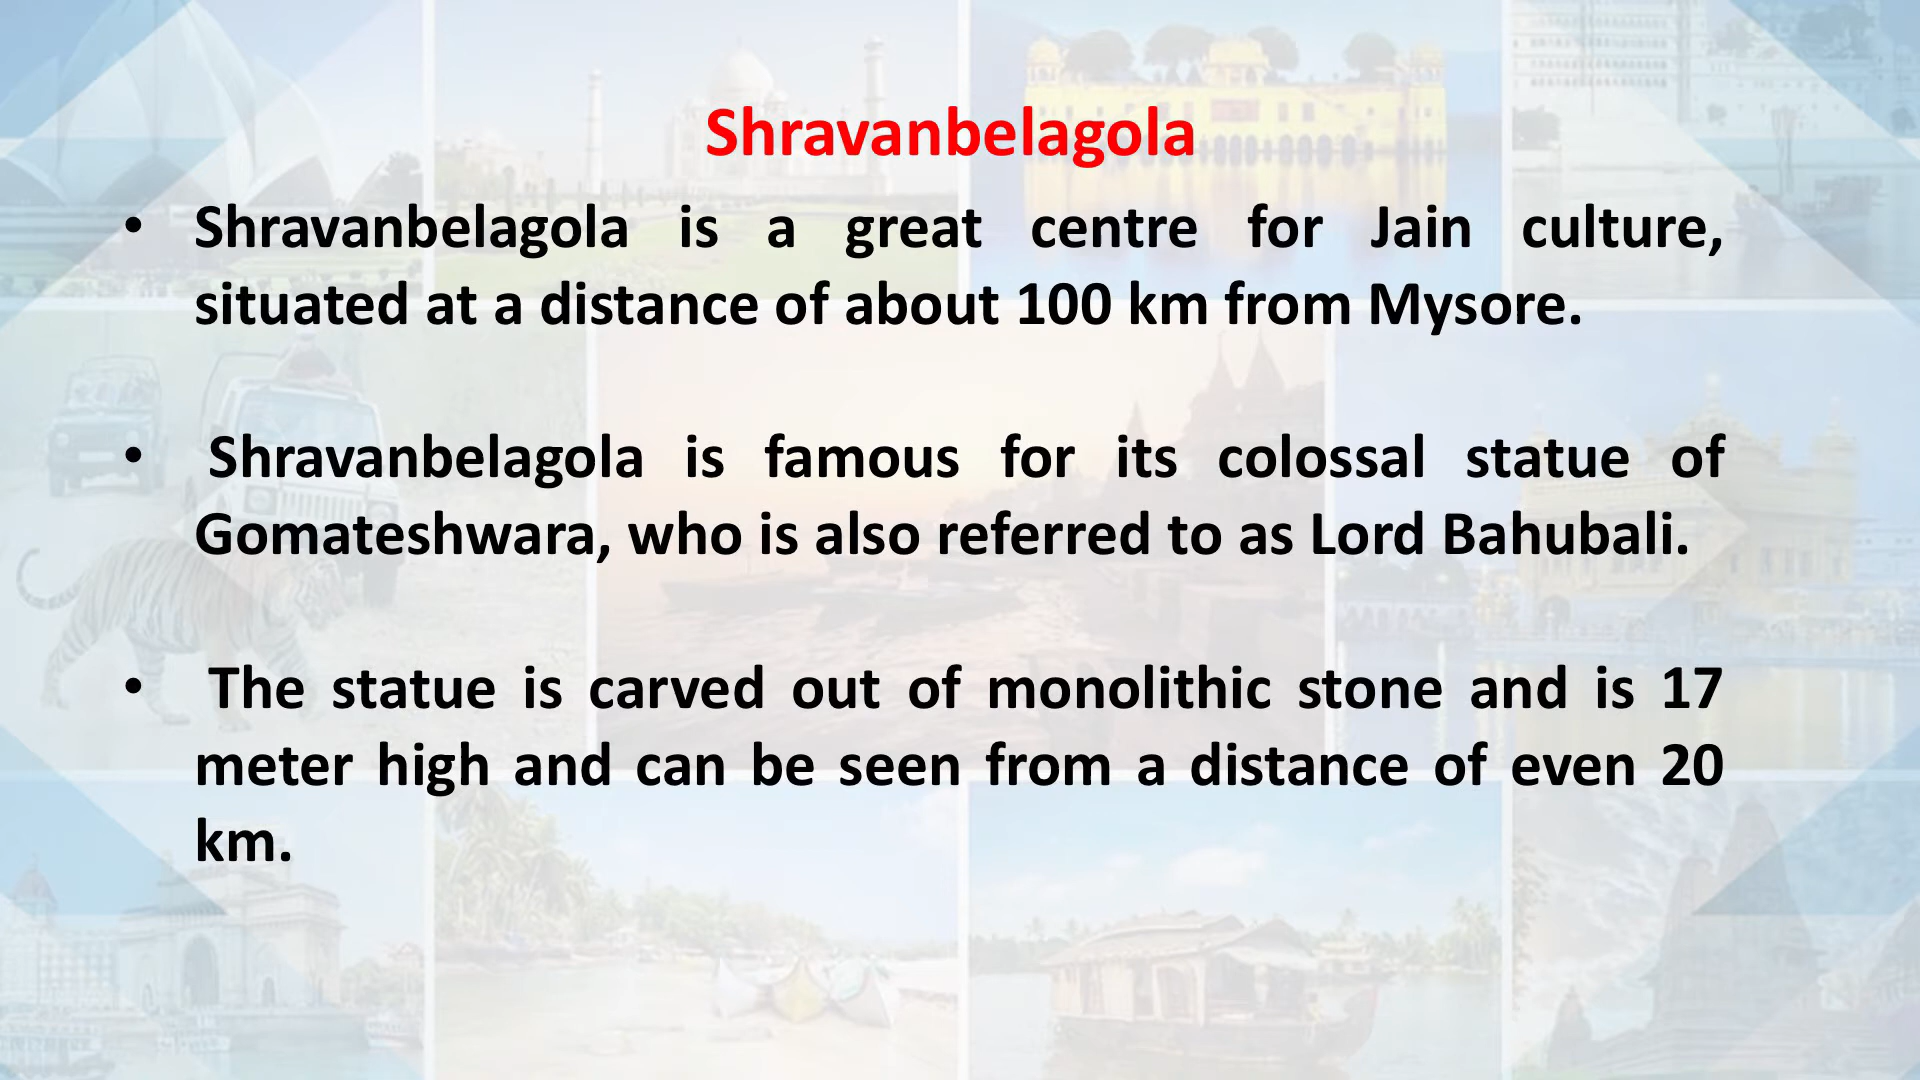 Shravanbelagola
• Shravanbelagola is a great centre for Jain culture,
situated at a distance of about 100 km from Mysore.
• Shravanbelagola is famous for its colossal statue of
Gomateshwara, who is also referred to as Lord Bahubali.
• The statue is carved out of monolithic stone and is 17
meter high and can be seen from a distance of even 20
km.